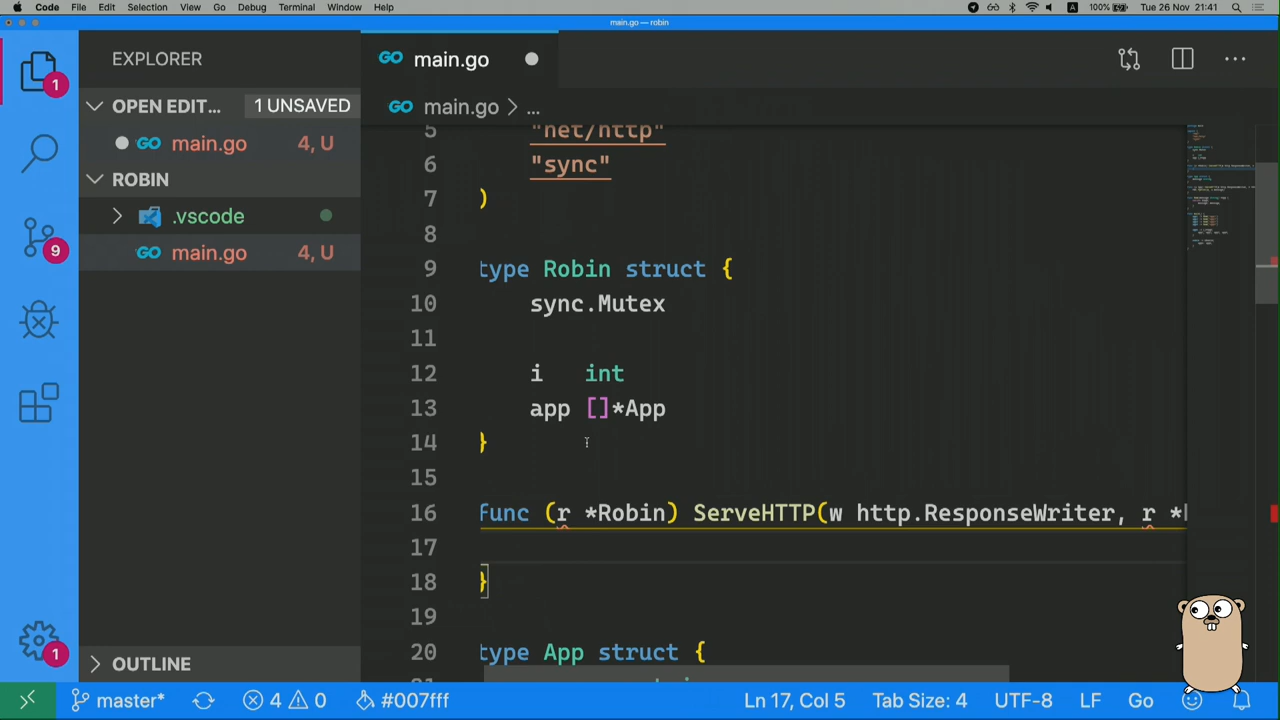 Code File Edit Selection View Go Debug Terminal Window Help 100% Tue 26 Nov 21:41
main.go — robin
EXPLORER
OPEN EDIT... 1 UNSAVED
main.go 4, U
ROBIN
.vscode
main.go 4, U
OUTLINE
1
9
1
GO main.go
GO main.go > ...
5 "net/http"
6 "sync"
7 )
8
9 type Robin struct {
10 sync.Mutex
11
12 i int
13 app []*App
14 }
15
16 func (r *Robin) ServeHTTP(w http.ResponseWriter, r *
17
18 }
19
20 type App struct {
master* 4 0 #007fff Ln 17, Col 5 Tab Size: 4 UTF-8 LF Go